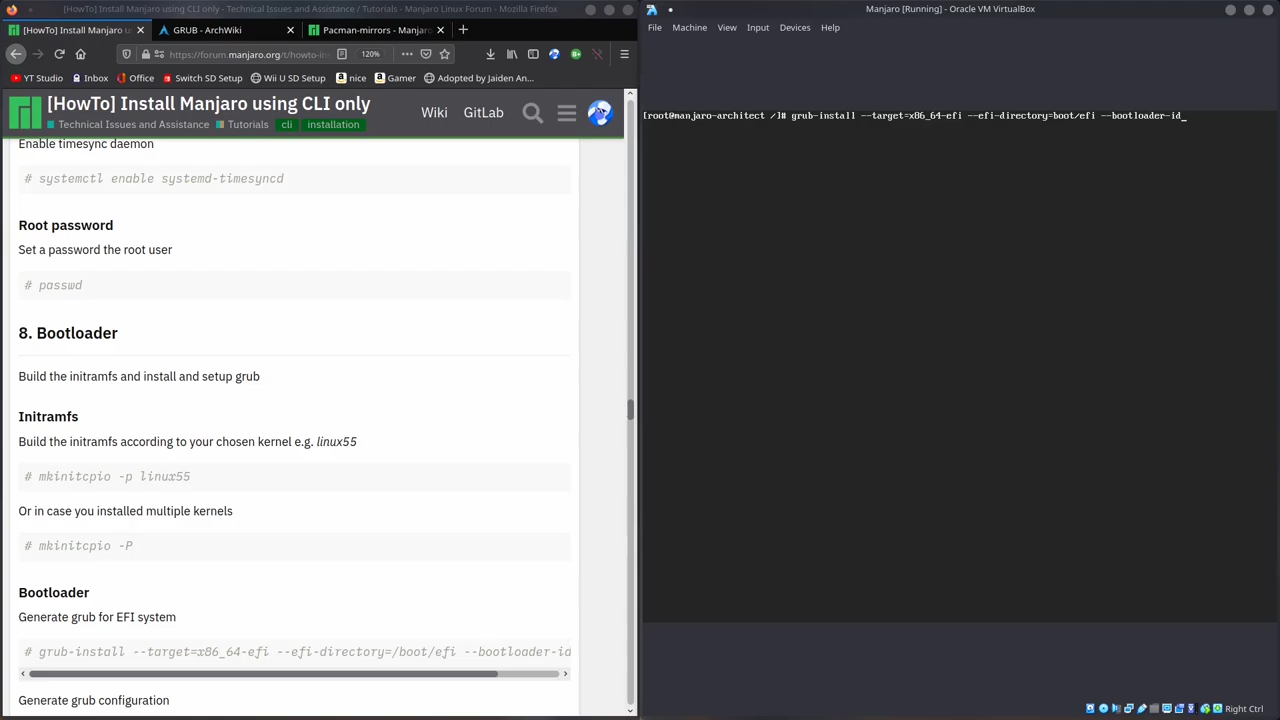 [HowTo] Install Manjaro using CLI only - Technical Issues and Assistance / Tutorials - Manjaro Linux Forum - Mozilla Firefox
[HowTo] Install Manjaro u
GRUB - ArchWiki
Pacman-mirrors - Manjaro
https://forum.manjaro.org/t/howto-ins
120%
YT Studio
Inbox
Office
Switch SD Setup
Wii U SD Setup
nice
Gamer
Adopted by Jaiden An...
[HowTo] Install Manjaro using CLI only
Technical Issues and Assistance
Tutorials
cli
installation
Wiki
GitLab
Enable timesync daemon
# systemctl enable systemd-timesyncd
Root password
Set a password the root user
# passwd
8. Bootloader
Build the initramfs and install and setup grub
Initramfs
Build the initramfs according to your chosen kernel e.g. linux55
# mkinitcpio -p linux55
Or in case you installed multiple kernels
# mkinitcpio -P
Bootloader
Generate grub for EFI system
# grub-install --target=x86_64-efi --efi-directory=/boot/efi --bootloader-id
Generate grub configuration
Manjaro [Running] - Oracle VM VirtualBox
File Machine View Input Devices Help
[root@manjaro-architect /]# grub-install --target=x86_64-efi --efi-directory=boot/efi --bootloader-id_
Right Ctrl